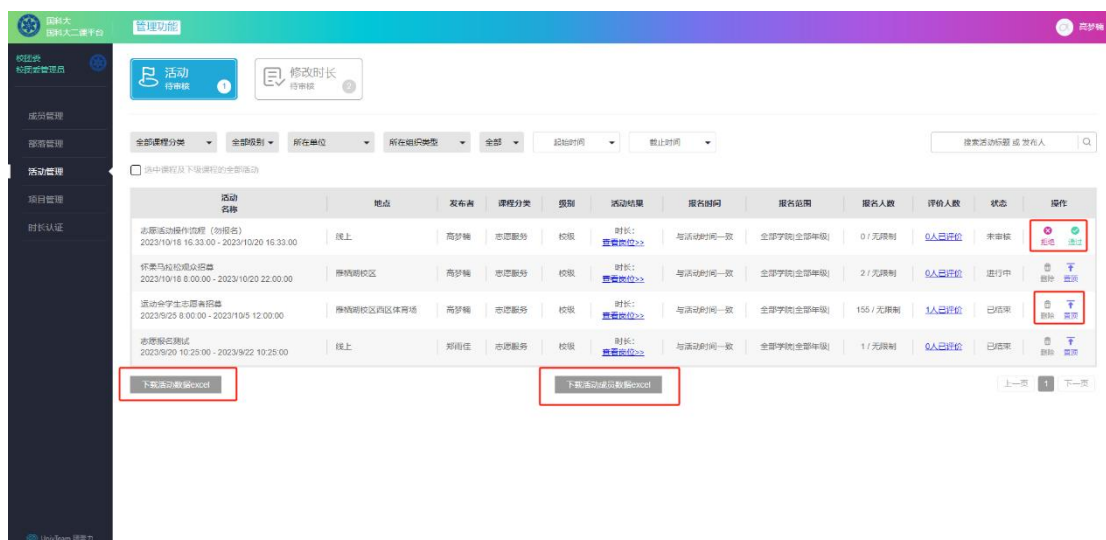 国科大
国科大二课平台
管理功能
高梦楠
校团委
校团委管理员
活动
待审核
1
修改时长
待审核
2
成员管理
部落管理
活动管理
项目管理
时长认证
全部课程分类 全部级别 所在单位 所在组织类型 全部 起始时间 截止时间 搜索活动标题 或 发布人
选中课程及下级课程的全部活动
活动
名称 地点 发布者 课程分类 级别 活动结果 报名时间 报名范围 报名人数 评价人数 状态 操作
志愿活动操作流程（勿报名）
2023/10/18 16:33:00 - 2023/10/20 16:33:00
线上 高梦楠 志愿服务 校级 时长：
查看岗位>>
与活动时间一致 全部学院|全部年级| 0 / 无限制 0人已评价 未审核 拒绝 通过
怀柔马拉松观众招募
2023/10/18 8:00:00 - 2023/10/20 22:00:00
雁栖湖校区 高梦楠 志愿服务 校级 时长：
查看岗位>>
与活动时间一致 全部学院|全部年级| 2 / 无限制 0人已评价 进行中 删除 置顶
运动会学生志愿者招募
2023/9/25 8:00:00 - 2023/10/5 12:00:00
雁栖湖校区西区体育场 高梦楠 志愿服务 校级 时长：
查看岗位>>
与活动时间一致 全部学院|全部年级| 155 / 无限制 1人已评价 已结束 删除 置顶
志愿报名测试
2023/9/20 10:25:00 - 2023/9/22 10:25:00
线上 郑雨佳 志愿服务 校级 时长：
查看岗位>>
与活动时间一致 全部学院|全部年级| 1 / 无限制 0人已评价 已结束 删除 置顶
下载活动数据excel 下载活动成员数据excel 上一页 1 下一页